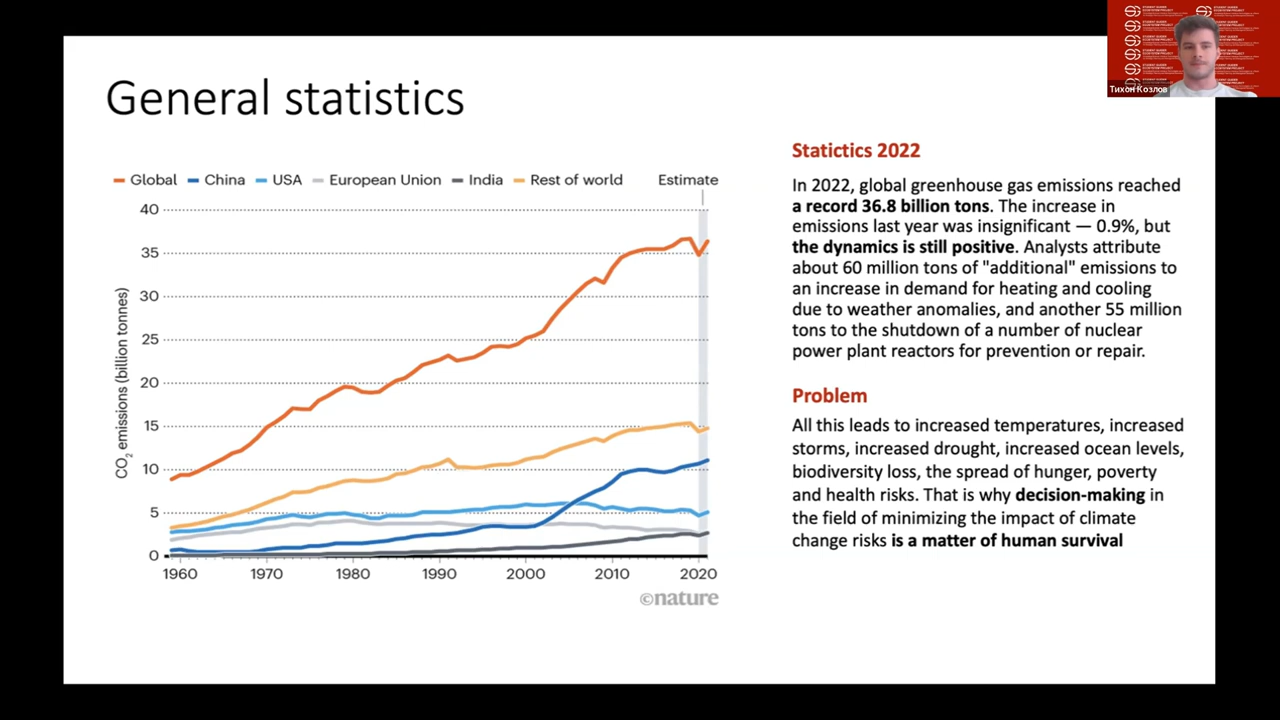 General statistics
Global China USA European Union India Rest of world Estimate
40
35
30
25
20
15
10
5
0
CO2 emissions (billion tonnes)
1960 1970 1980 1990 2000 2010 2020
©nature
Statictics 2022
In 2022, global greenhouse gas emissions reached
a record 36.8 billion tons. The increase in
emissions last year was insignificant — 0.9%, but
the dynamics is still positive. Analysts attribute
about 60 million tons of "additional" emissions to
an increase in demand for heating and cooling
due to weather anomalies, and another 55 million
tons to the shutdown of a number of nuclear
power plant reactors for prevention or repair.
Problem
All this leads to increased temperatures, increased
storms, increased drought, increased ocean levels,
biodiversity loss, the spread of hunger, poverty
and health risks. That is why decision-making in
the field of minimizing the impact of climate
change risks is a matter of human survival
Тихон Козлов